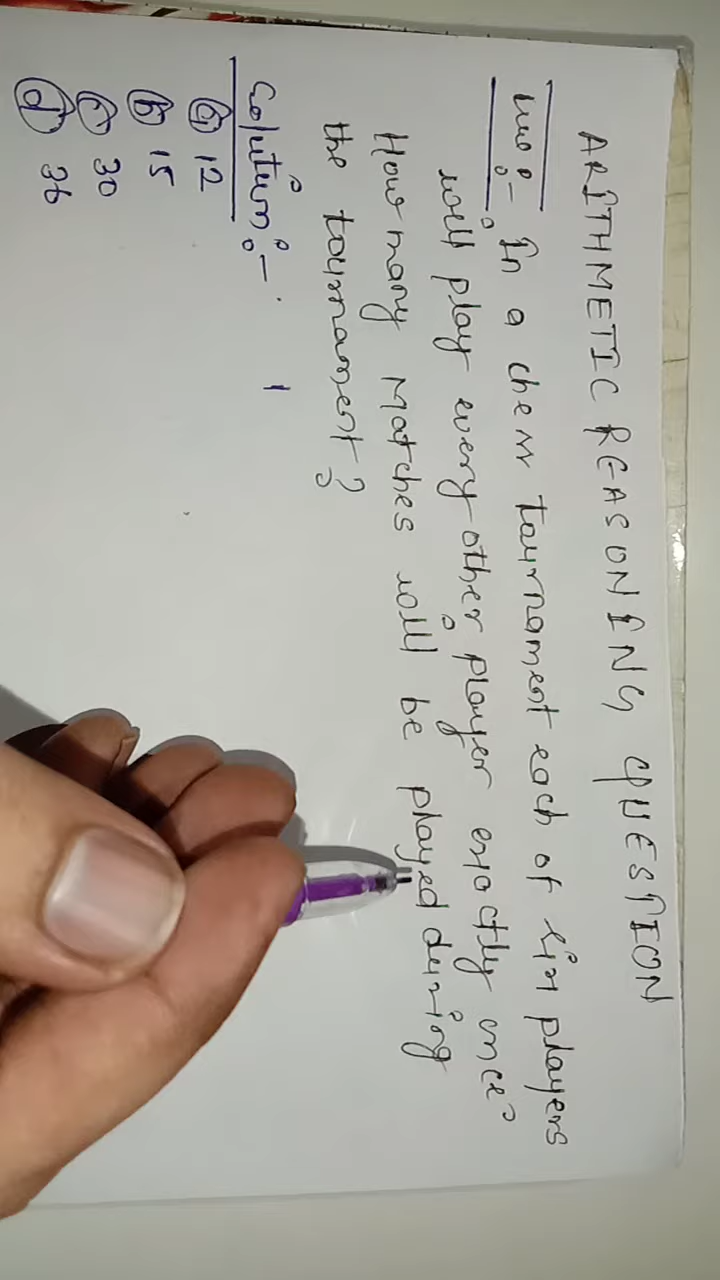 ARITHMETIC REASONING QUESTION
In a chess tournament each of six players
will play every other player exactly once
How many Matches will be played during
the tournament?
Solution:-
(a) 12
(b) 15
(c) 30
(d) 36